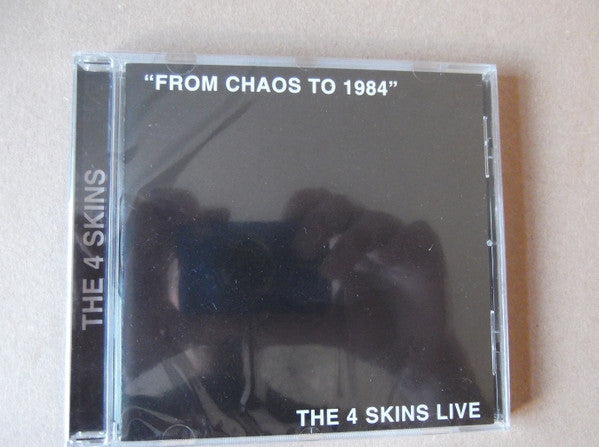 “FROM CHAOS TO 1984”
THE 4 SKINS
THE 4 SKINS LIVE